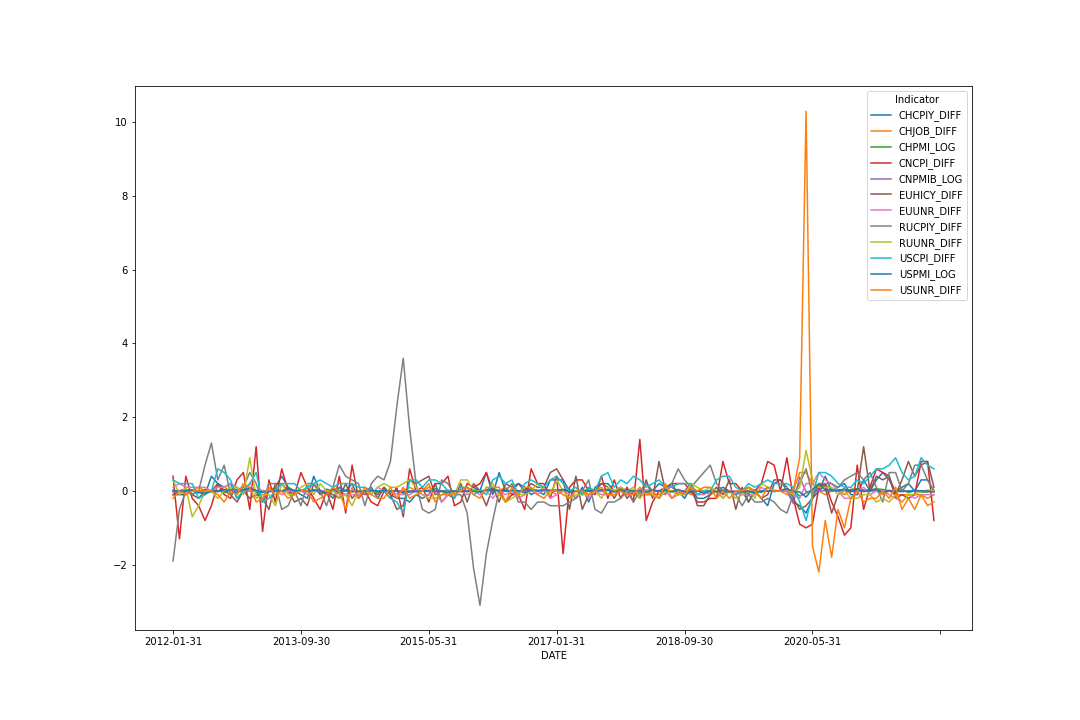 Indicator
CHCPIY_DIFF
CHJOB_DIFF
CHPMI_LOG
CNCPI_DIFF
CNPMIB_LOG
EUHICY_DIFF
EUUNR_DIFF
RUCPIY_DIFF
RUUNR_DIFF
USCPI_DIFF
USPMI_LOG
USUNR_DIFF
10
8
6
4
2
0
−2
2012-01-31 2013-09-30 2015-05-31 2017-01-31 2018-09-30 2020-05-31
DATE